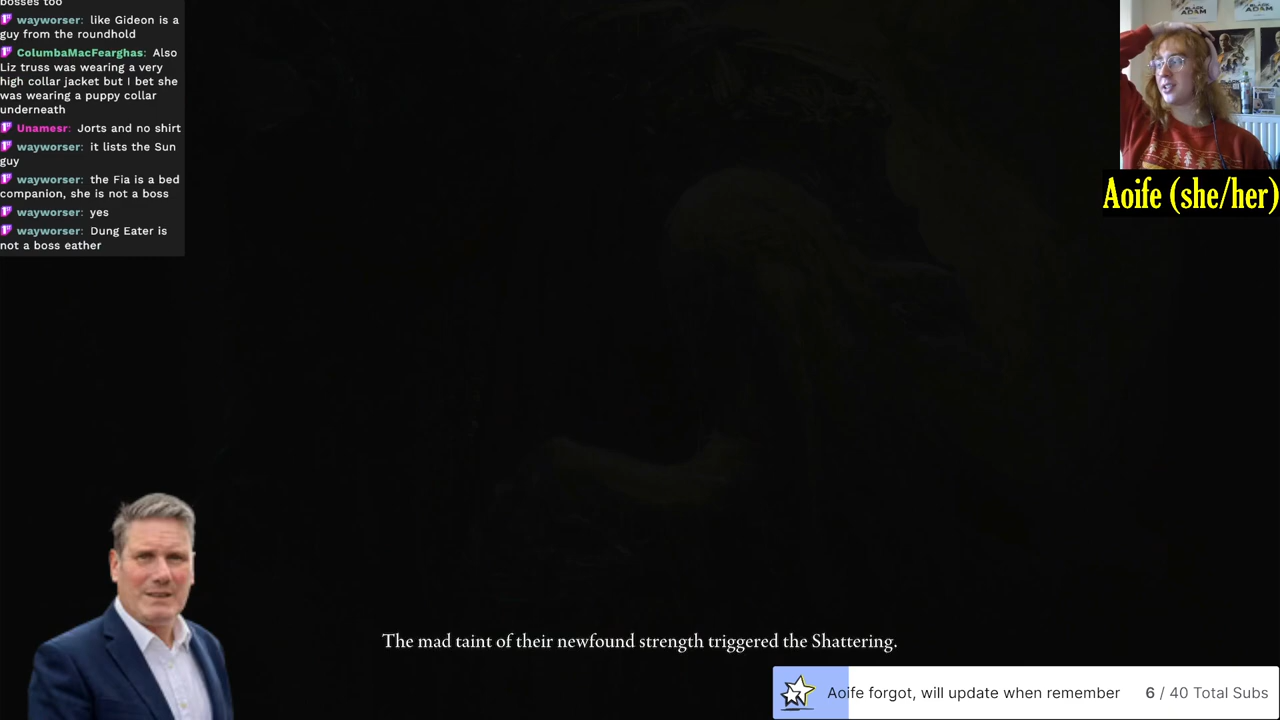 bosses too
wayworser: like Gideon is a
guy from the roundhold
ColumbaMacFearghas: Also
Liz truss was wearing a very
high collar jacket but I bet she
was wearing a puppy collar
underneath
Unamesr: Jorts and no shirt
wayworser: it lists the Sun
guy
wayworser: the Fia is a bed
companion, she is not a boss
wayworser: yes
wayworser: Dung Eater is
not a boss eather
BLACK
ADAM
ADAM
Aoife (she/her)
The mad taint of their newfound strength triggered the Shattering.
Aoife forgot, will update when remember 6 / 40 Total Subs